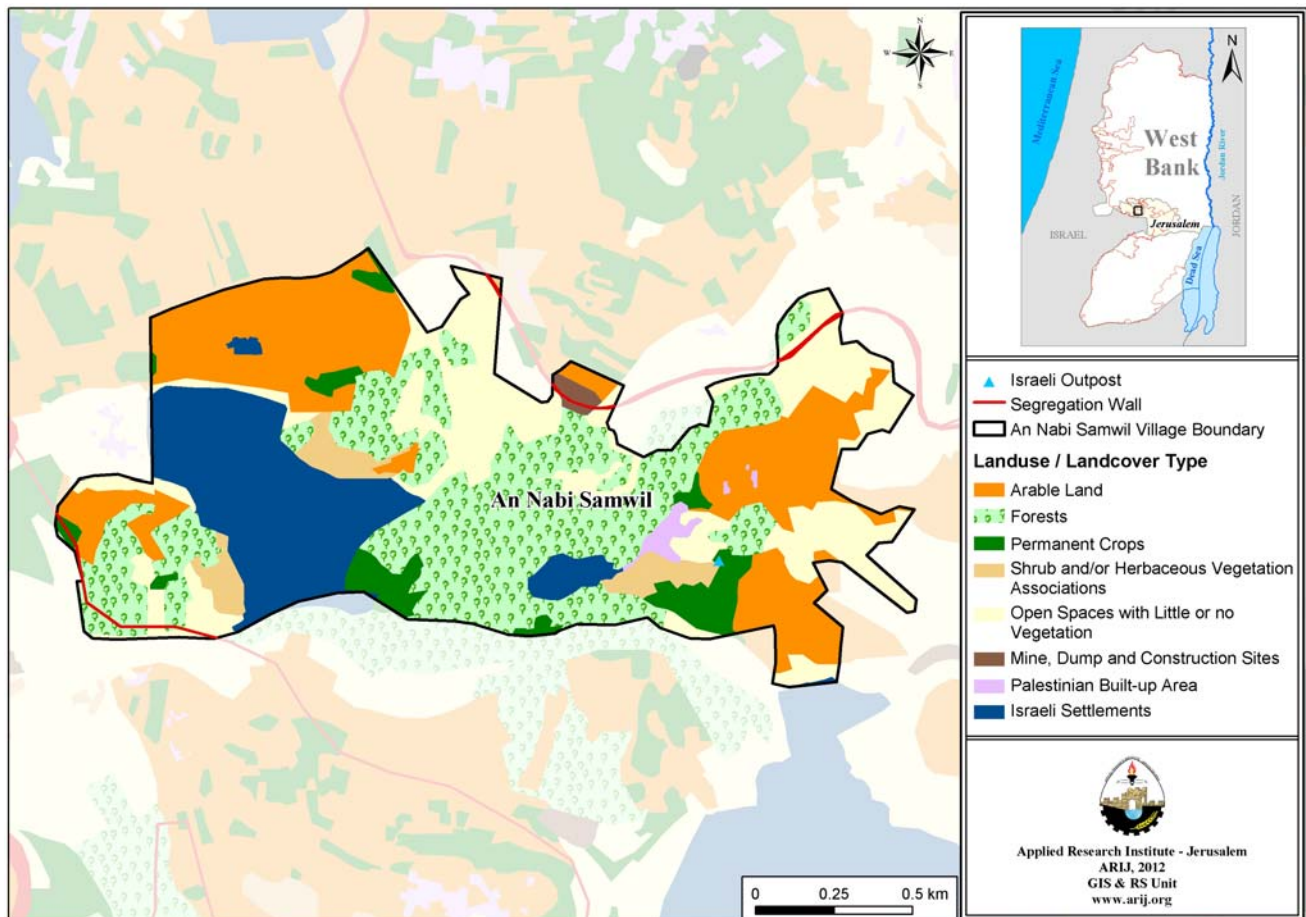 N
W E
S
An Nabi Samwil
0 0.25 0.5 km
N
Mediterranean Sea
West
Bank
Jordan River
Jerusalem
ISRAEL
JORDAN
Dead Sea
Israeli Outpost
Segregation Wall
An Nabi Samwil Village Boundary
Landuse / Landcover Type
Arable Land
Forests
Permanent Crops
Shrub and/or Herbaceous Vegetation
Associations
Open Spaces with Little or no
Vegetation
Mine, Dump and Construction Sites
Palestinian Built-up Area
Israeli Settlements
Applied Research Institute - Jerusalem
ARIJ, 2012
GIS & RS Unit
www.arij.org